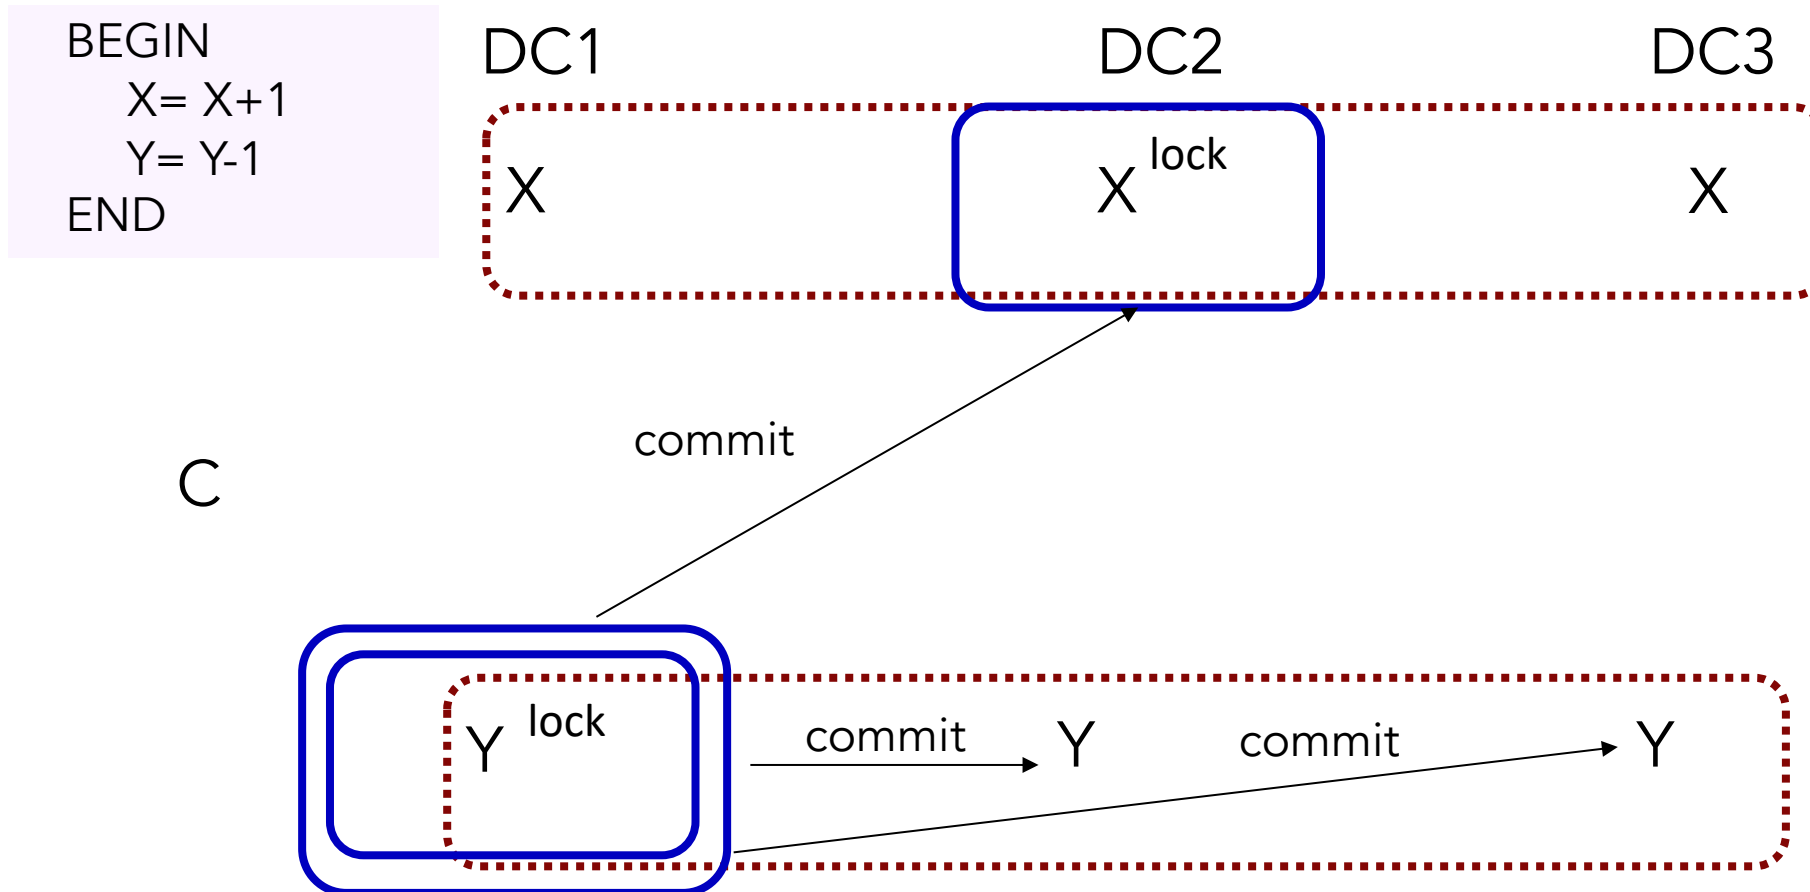 BEGIN
X= X+1
Y= Y-1
END
DC1 DC2 DC3
X X lock X
commit
C
Y lock commit Y commit Y